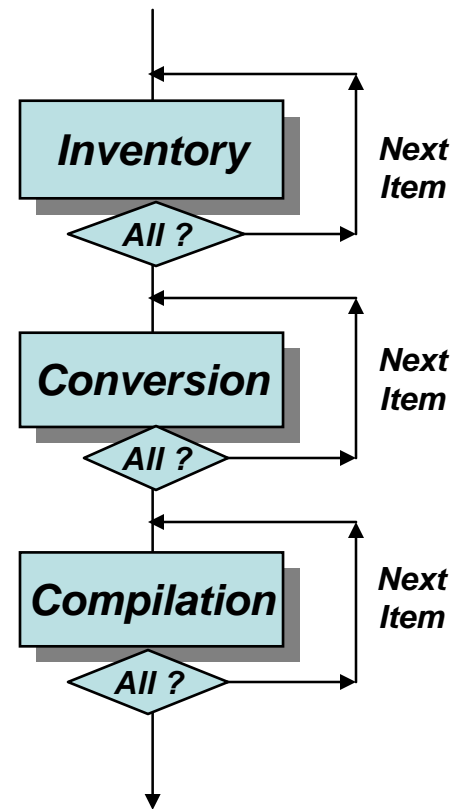 Inventory
Next
Item
All ?
Conversion
Next
Item
All ?
Compilation
Next
Item
All ?